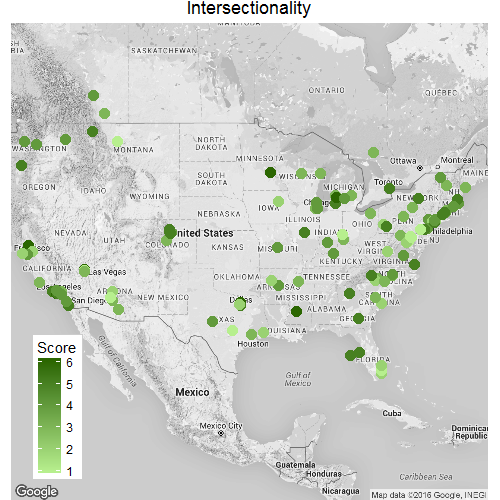 Intersectionality
SASKATCHEWAN
ONTARIO
QUEBEC
WASHINGTON
MONTANA
NORTH
DAKOTA
MINNESOTA
Ottawa
Montreal
MAINE
OREGON
IDAHO
SOUTH
DAKOTA
WISCONSIN
MICHIGAN
Toronto
NEW YORK
WYOMING
IOWA
Chicago
NEBRASKA
ILLINOIS
INDIANA
PENN
Philadelphia
NEVADA
UTAH
COLORADO
United States
KANSAS
MISSOURI
WEST
VIRGINIA
DE
NJ
CALIFORNIA
Las Vegas
KENTUCKY
VIRGINIA
Los Angeles
San Diego
ARIZONA
NEW MEXICO
OKLAHOMA
ARKANSAS
TENNESSEE
NORTH
CAROLINA
MISSISSIPPI
ALABAMA
SOUTH
CAROLINA
Dallas
TEXAS
LOUISIANA
GEORGIA
Houston
FLORIDA
Gulf of California
Gulf of
Mexico
Mexico
Mexico City
Cuba
Dominican
Republic
Guatemala
Honduras
Nicaragua
Caribbean Sea
Score
6
5
4
3
2
1
Google
Map data ©2016 Google, INEGI